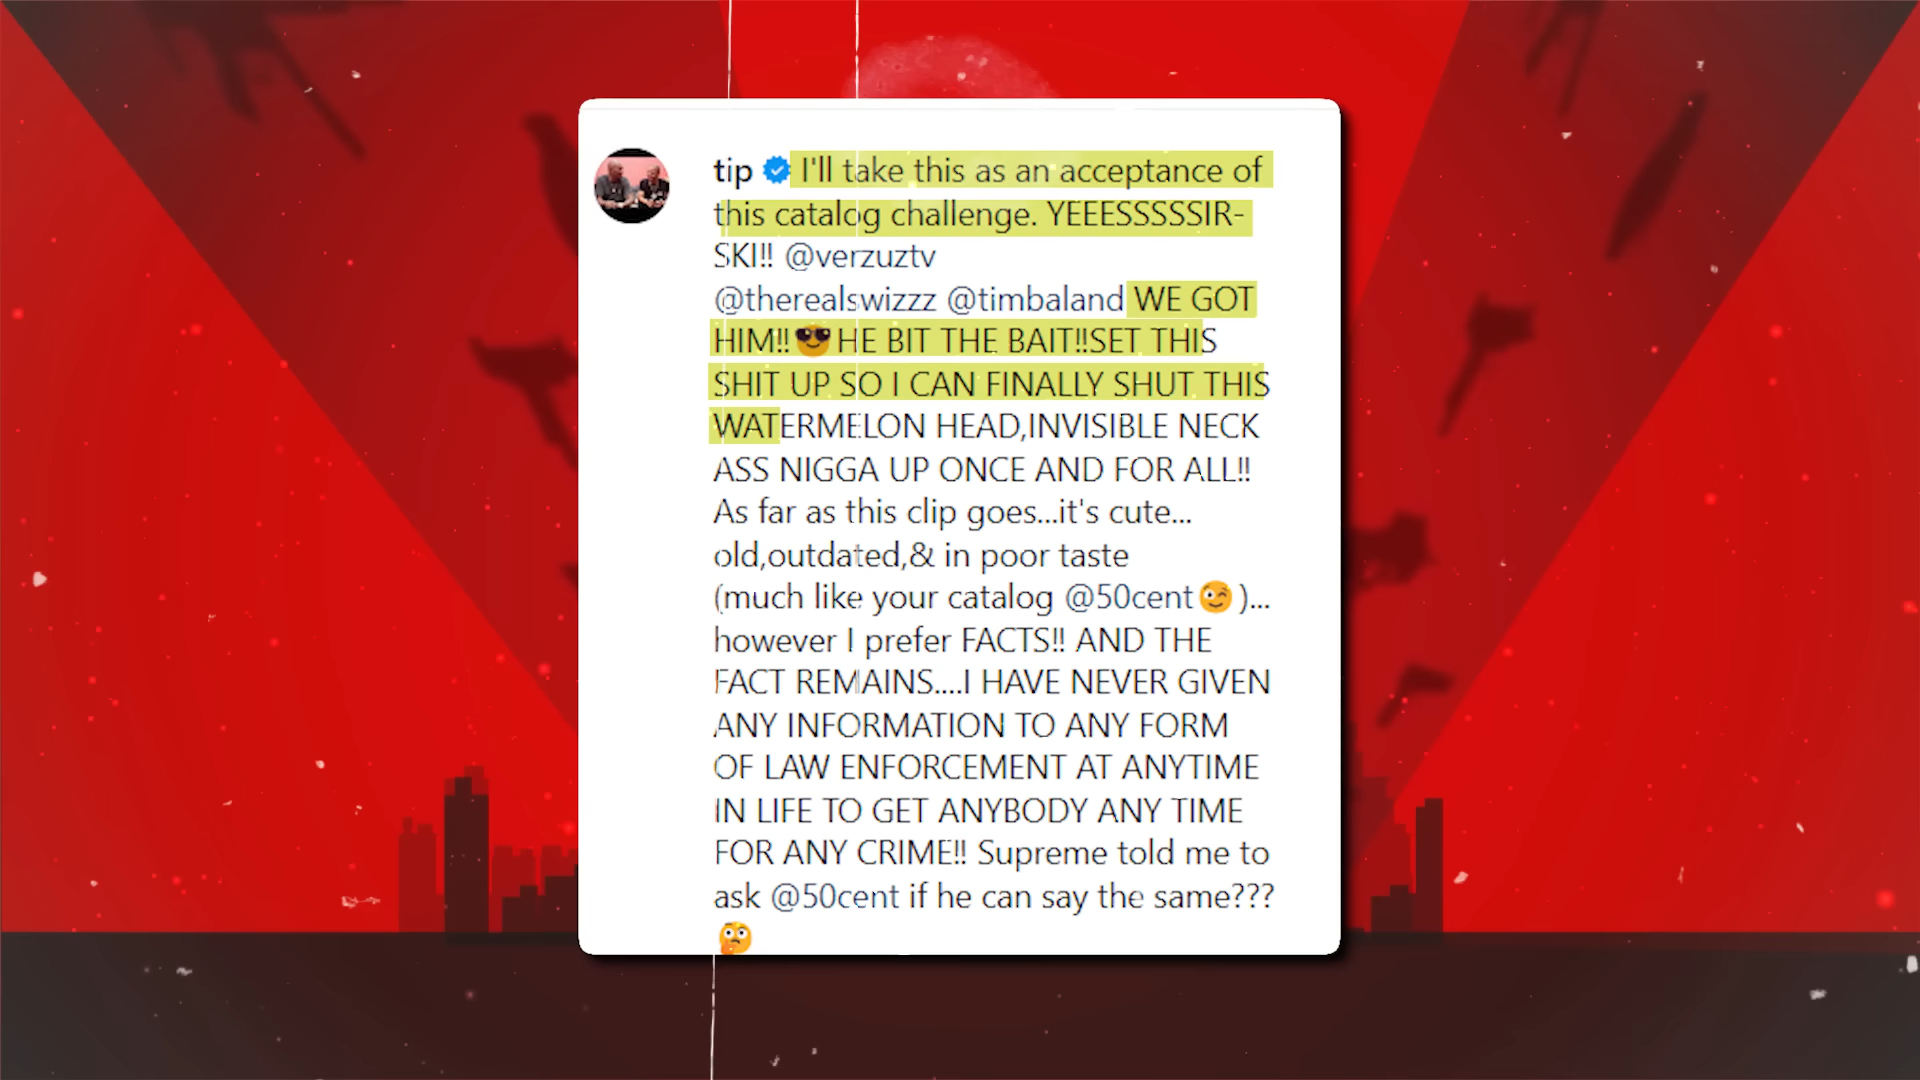 tip I'll take this as an acceptance of
this catalog challenge. YEEESSSSSIR-
SKI!! @verzuztv
@therealswizzz @timbaland WE GOT
HIM!!😎HE BIT THE BAIT!!SET THIS
SHIT UP SO I CAN FINALLY SHUT THIS
WATERMELON HEAD,INVISIBLE NECK
ASS NIGGA UP ONCE AND FOR ALL!!
As far as this clip goes...it's cute...
old,outdated,& in poor taste
(much like your catalog @50cent😉)...
however I prefer FACTS!! AND THE
FACT REMAINS....I HAVE NEVER GIVEN
ANY INFORMATION TO ANY FORM
OF LAW ENFORCEMENT AT ANYTIME
IN LIFE TO GET ANYBODY ANY TIME
FOR ANY CRIME!! Supreme told me to
ask @50cent if he can say the same???
🤔